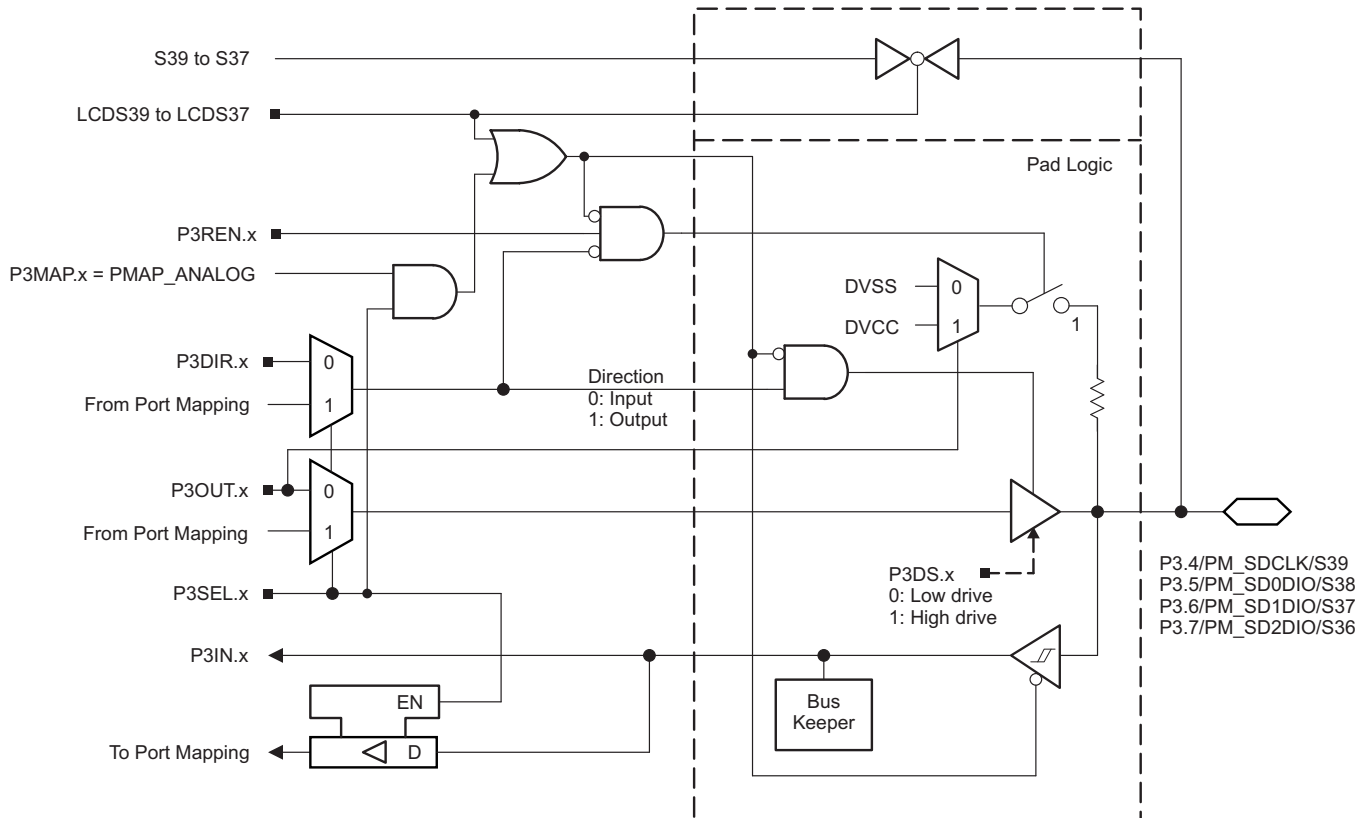 S39 to S37
LCDS39 to LCDS37
Pad Logic
P3REN.x
P3MAP.x = PMAP_ANALOG
DVSS
0
DVCC
1
1
P3DIR.x
0
Direction
0: Input
1: Output
From Port Mapping
1
P3OUT.x
0
From Port Mapping
1
P3SEL.x
P3DS.x
0: Low drive
1: High drive
P3.4/PM_SDCLK/S39
P3.5/PM_SD0DIO/S38
P3.6/PM_SD1DIO/S37
P3.7/PM_SD2DIO/S36
P3IN.x
EN
Bus
Keeper
To Port Mapping
D